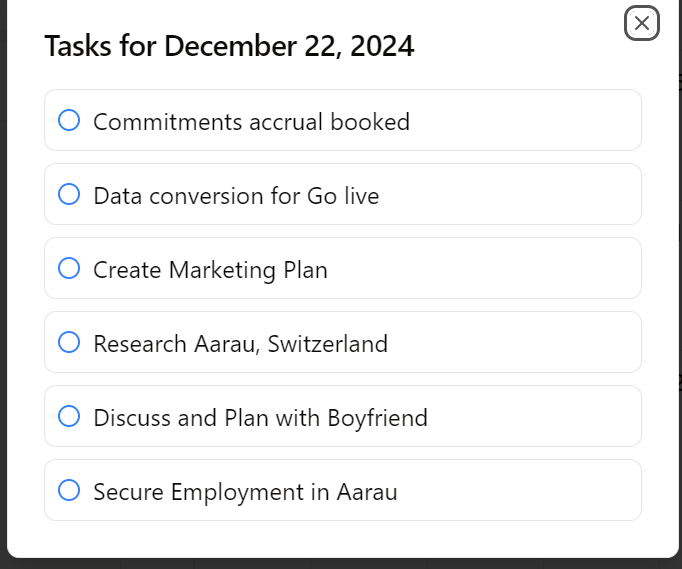 Tasks for December 22, 2024
Commitments accrual booked
Data conversion for Go live
Create Marketing Plan
Research Aarau, Switzerland
Discuss and Plan with Boyfriend
Secure Employment in Aarau